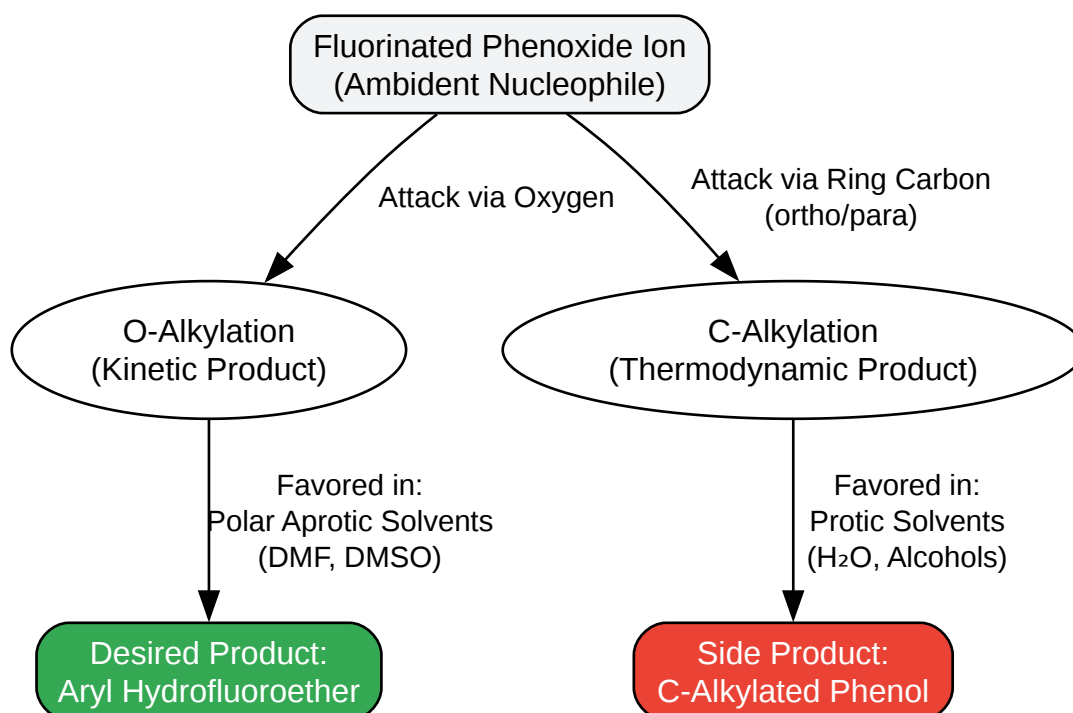 Fluorinated Phenoxide Ion
(Ambident Nucleophile)
Attack via Oxygen
Attack via Ring Carbon
(ortho/para)
O-Alkylation
(Kinetic Product)
C-Alkylation
(Thermodynamic Product)
Favored in:
Polar Aprotic Solvents
(DMF, DMSO)
Favored in:
Protic Solvents
(H₂O, Alcohols)
Desired Product:
Aryl Hydrofluoroether
Side Product:
C-Alkylated Phenol